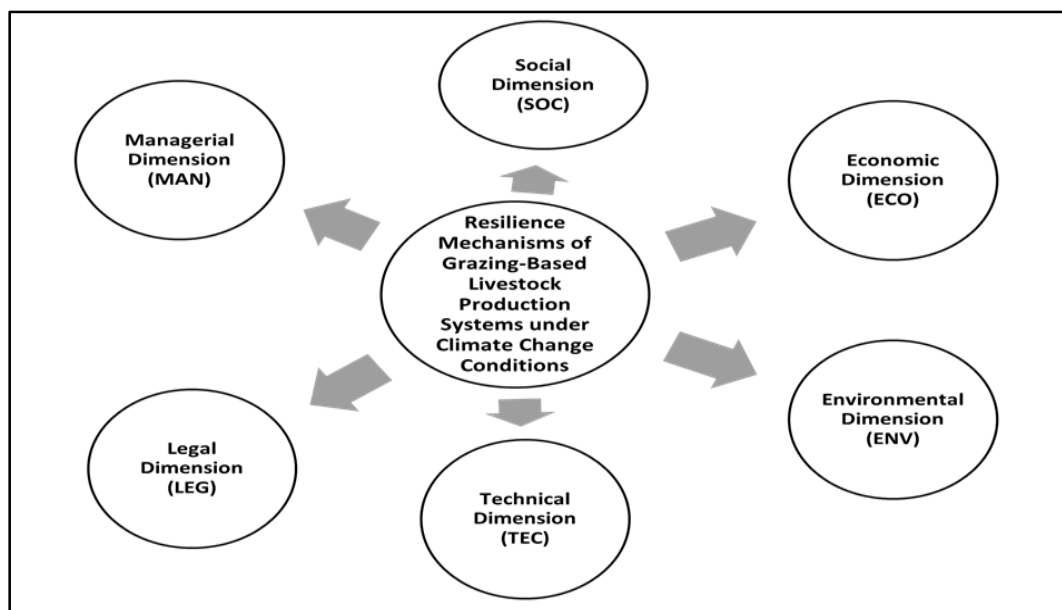 Social
Dimension
(SOC)
Managerial
Dimension
(MAN)
Economic
Dimension
(ECO)
Resilience
Mechanisms of
Grazing-Based
Livestock
Production
Systems under
Climate Change
Conditions
Environmental
Dimension
(ENV)
Legal
Dimension
(LEG)
Technical
Dimension
(TEC)